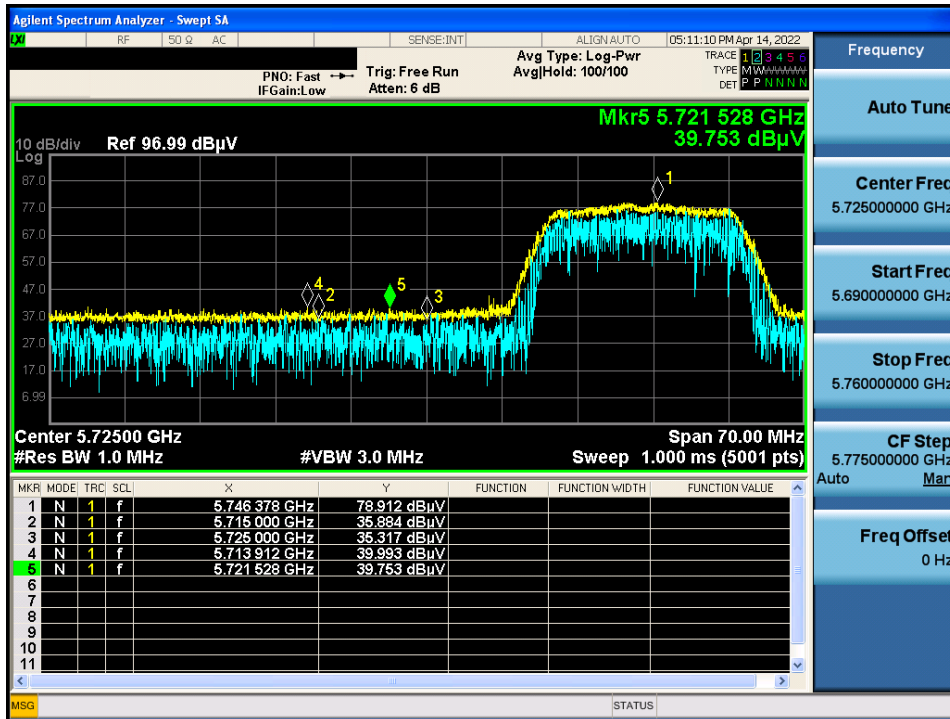 Agilent Spectrum Analyzer - Swept SA
LXI RF 50 Ω AC SENSE:INT ALIGN AUTO 05:11:10 PM Apr 14, 2022
PNO: Fast Trig: Free Run Avg Type: Log-Pwr TRACE 1 2 3 4 5 6
IFGain:Low Atten: 6 dB Avg|Hold: 100/100 TYPE M W
DET P P N N N N
Mkr5 5.721 528 GHz
39.753 dBµV
10 dB/div Ref 96.99 dBµV
Log
87.0
77.0
67.0
57.0
47.0
37.0
27.0
17.0
6.99
1
4
2
5
3
Center 5.72500 GHz Span 70.00 MHz
#Res BW 1.0 MHz #VBW 3.0 MHz Sweep 1.000 ms (5001 pts)
MKR MODE TRC SCL X Y FUNCTION FUNCTION WIDTH FUNCTION VALUE
1 N 1 f 5.746 378 GHz 78.912 dBµV
2 N 1 f 5.715 000 GHz 35.884 dBµV
3 N 1 f 5.725 000 GHz 35.317 dBµV
4 N 1 f 5.713 912 GHz 39.993 dBµV
5 N 1 f 5.721 528 GHz 39.753 dBµV
6
7
8
9
10
11
MSG STATUS
Frequency
Auto Tune
Center Freq
5.725000000 GHz
Start Freq
5.690000000 GHz
Stop Freq
5.760000000 GHz
CF Step
5.775000000 GHz
Auto Man
Freq Offset
0 Hz